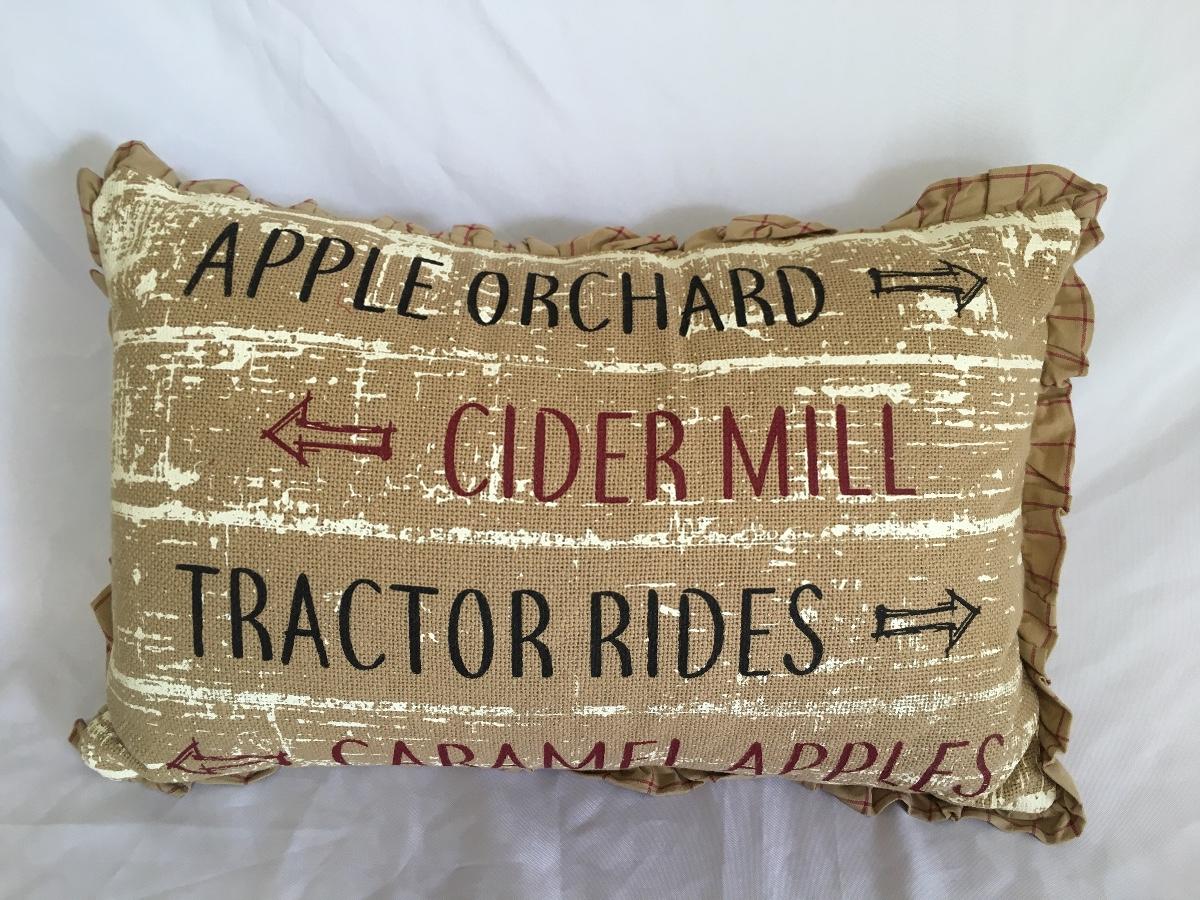 APPLE ORCHARD
CIDER MILL
TRACTOR RIDES
CARAMEL APPLES